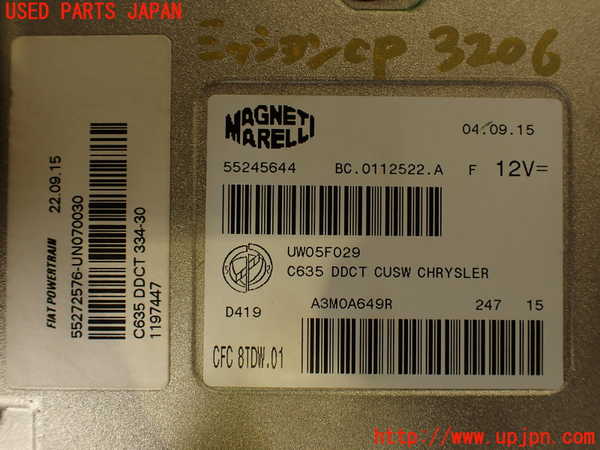 USED PARTS JAPAN
ミッションCP 3206
MAGNETI
MARELLI
04.09.15
55245644 BC.0112522.A F 12V=
UW05F029
C635 DDCT CUSW CHRYSLER
D419 A3M0A649R 247 15
CFC 8TDW.01
FIAT POWERTRAIN 22.09.15
55272576-UN070030
C635 DDCT 334-30
1197447
UPJ http://www.upjpn.com